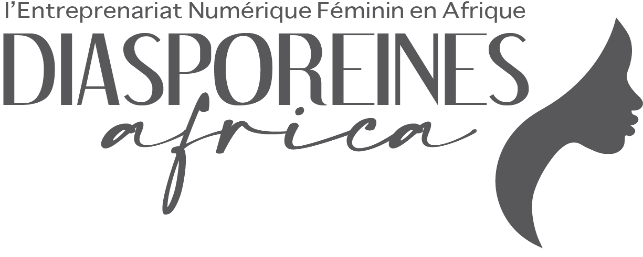 l'Entreprenariat Numérique Féminin en Afrique
DIASPOREINES
africa